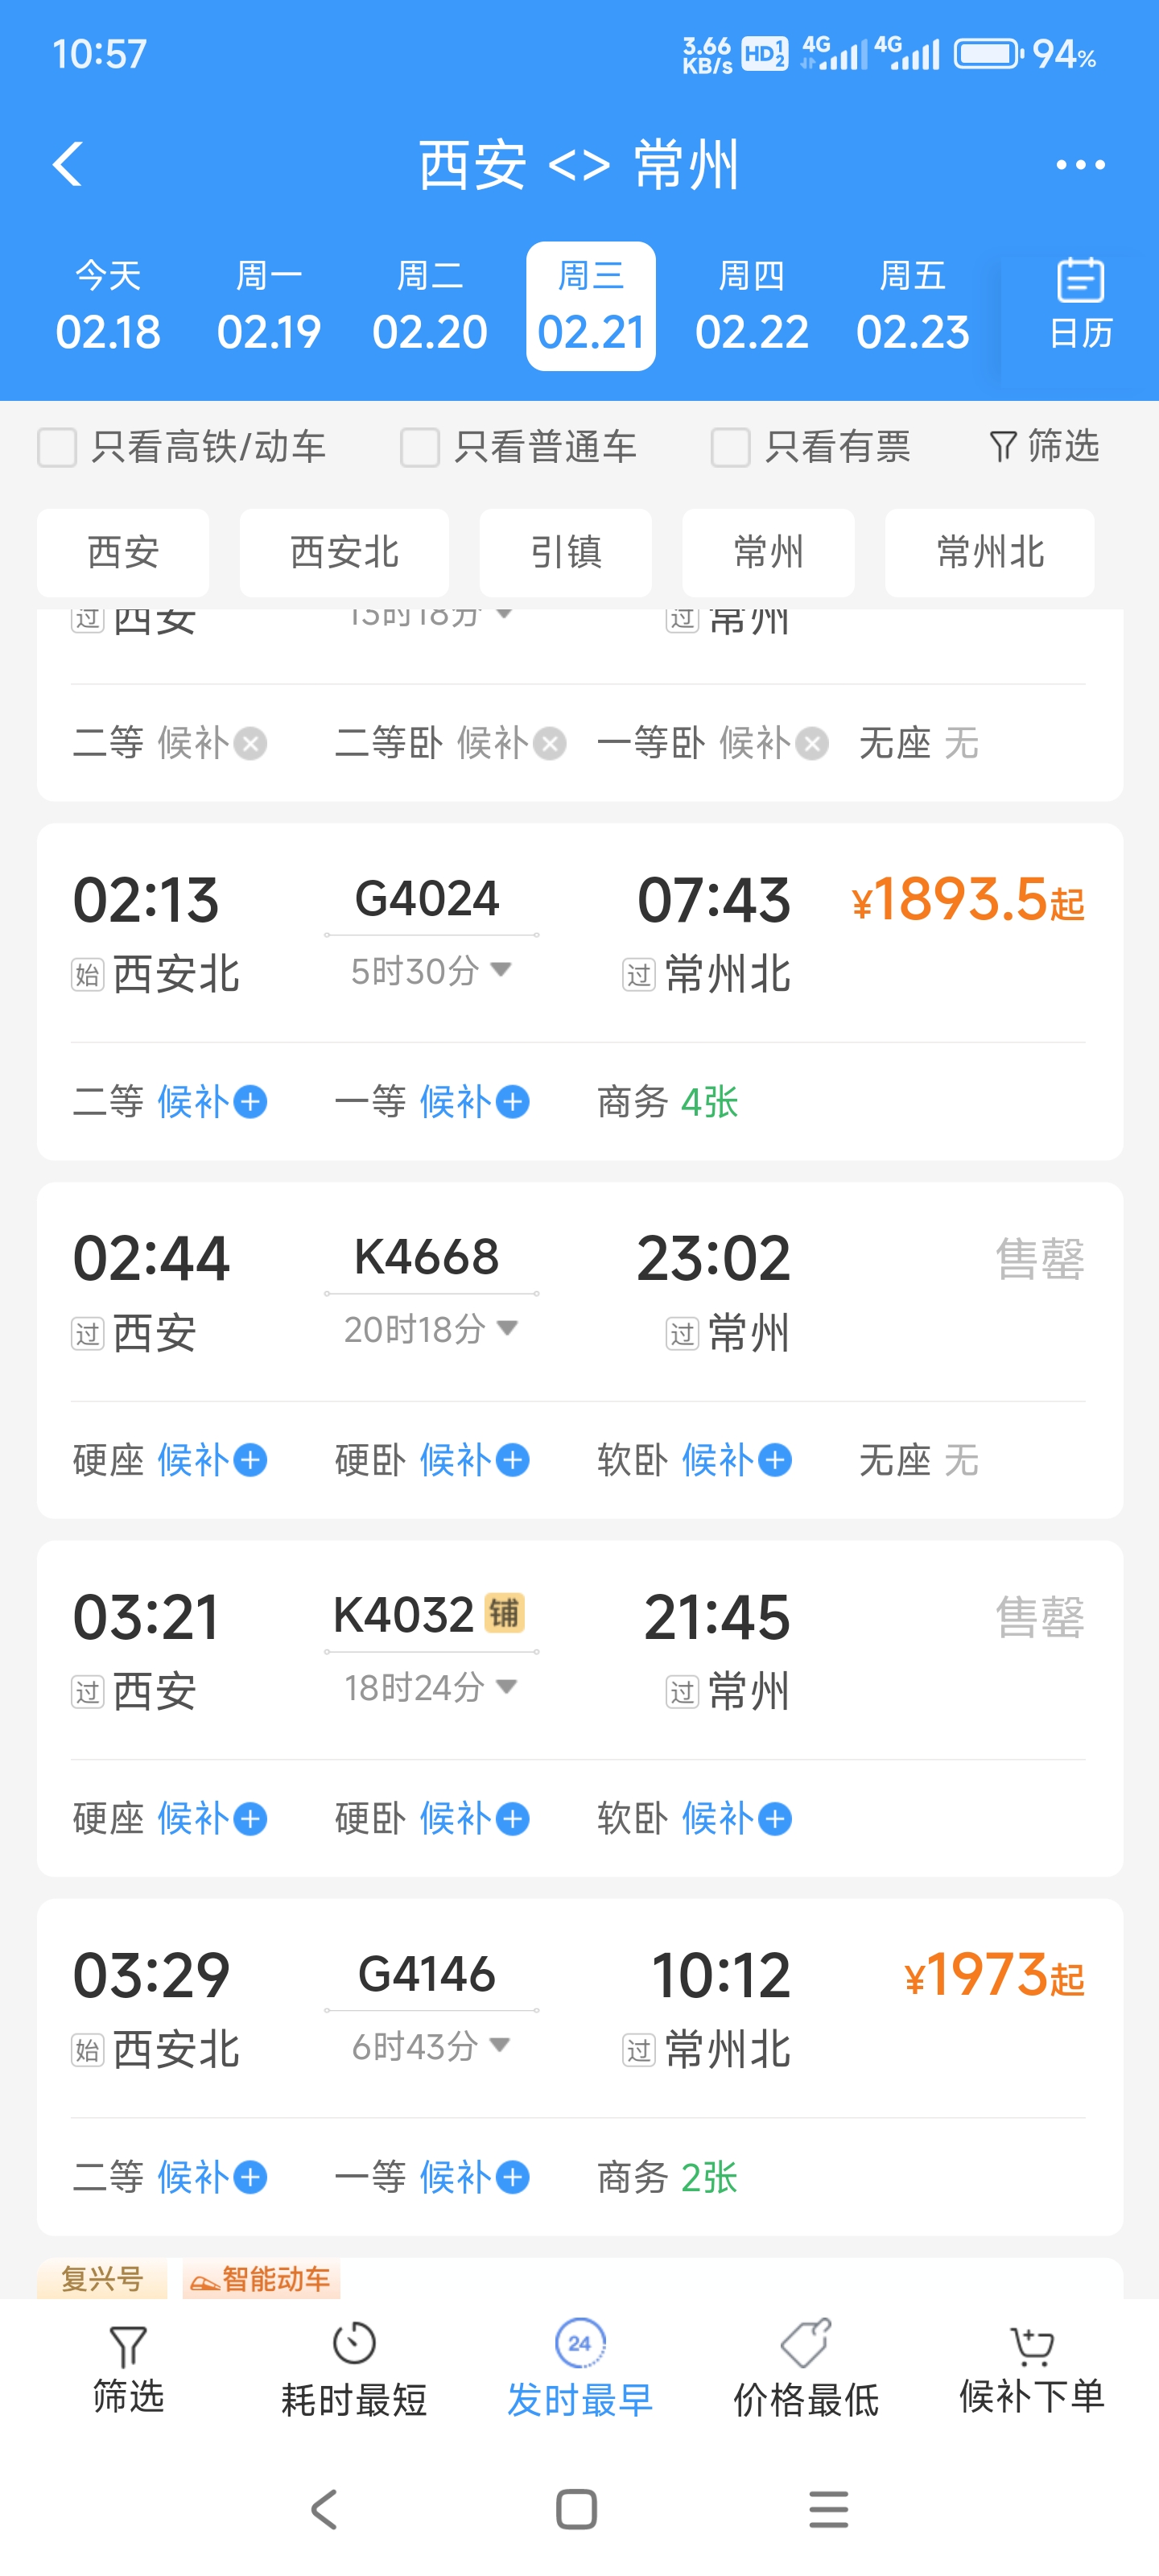 10:57 3.66 KB/s HD 1 2 4G 4G 94%
西安 <> 常州
今天 周一 周二 周三 周四 周五
02.18 02.19 02.20 02.21 02.22 02.23 日历
只看高铁/动车 只看普通车 只看有票 筛选
西安 西安北 引镇 常州 常州北
过 西安 13时18分 过 常州
二等 候补 二等卧 候补 一等卧 候补 无座 无
02:13 G4024 07:43 ¥1893.5起
始 西安北 5时30分 过 常州北
二等 候补 一等 候补 商务 4张
02:44 K4668 23:02 售罄
过 西安 20时18分 过 常州
硬座 候补 硬卧 候补 软卧 候补 无座 无
03:21 K4032 铺 21:45 售罄
过 西安 18时24分 过 常州
硬座 候补 硬卧 候补 软卧 候补
03:29 G4146 10:12 ¥1973起
始 西安北 6时43分 过 常州北
二等 候补 一等 候补 商务 2张
复兴号 智能动车
24
筛选 耗时最短 发时最早 价格最低 候补下单